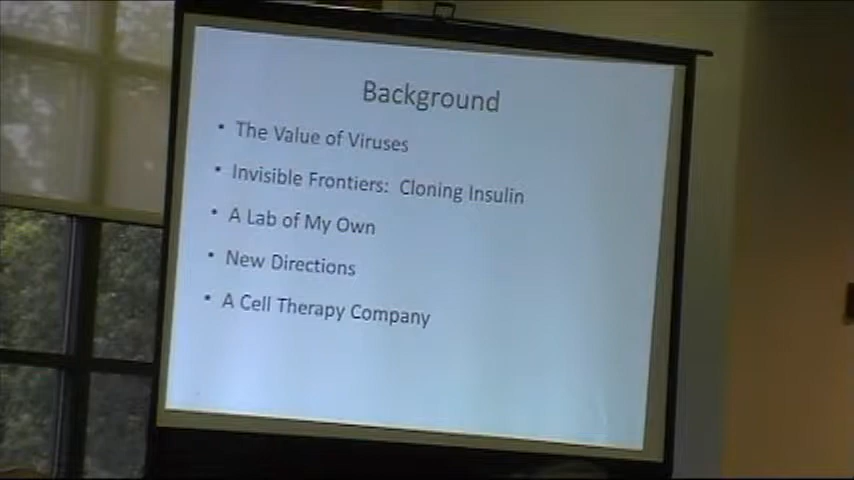 Background
• The Value of Viruses
• Invisible Frontiers: Cloning Insulin
• A Lab of My Own
• New Directions
• A Cell Therapy Company